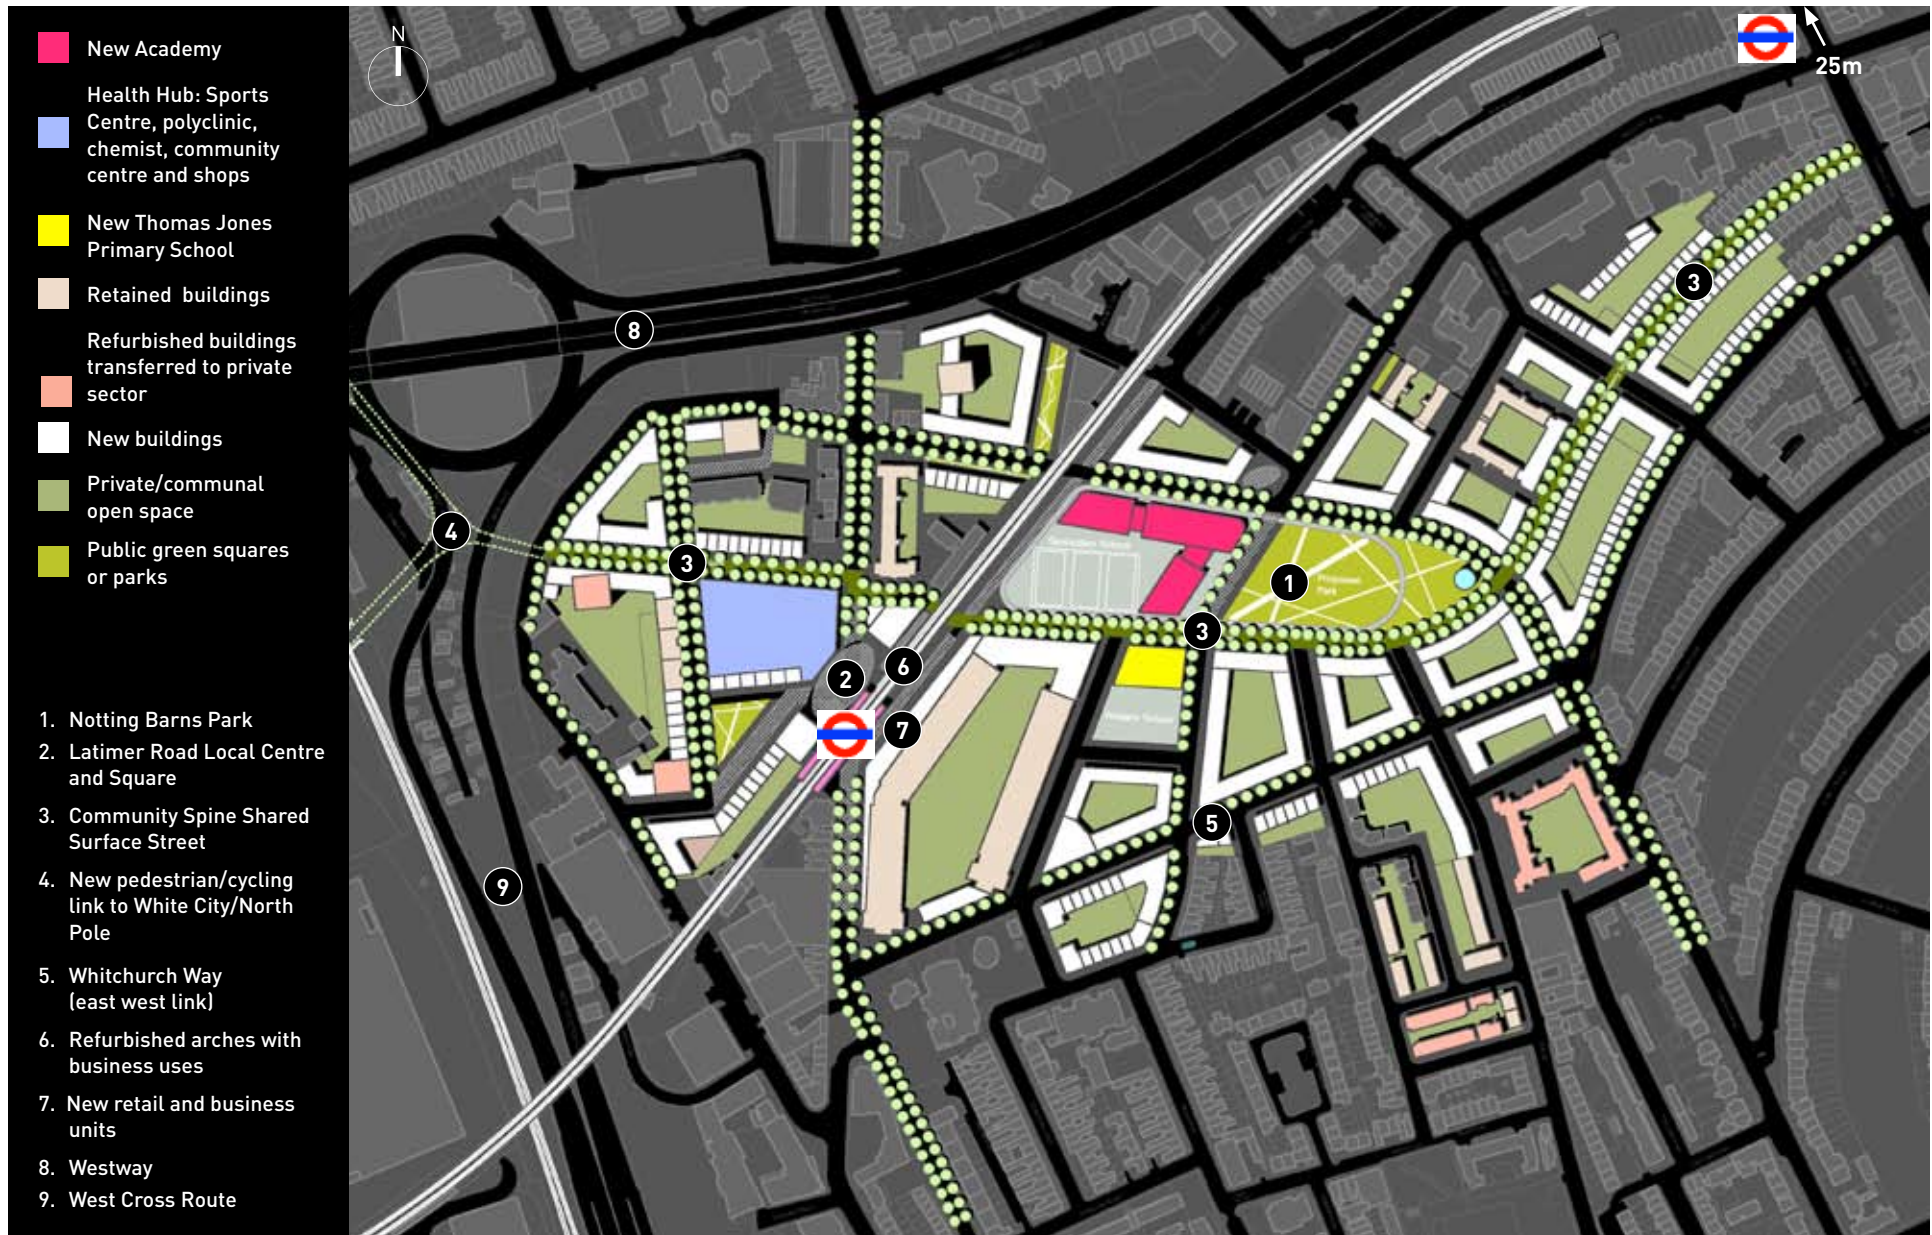 New Academy
Health Hub: Sports
Centre, polyclinic,
chemist, community
centre and shops
New Thomas Jones
Primary School
Retained buildings
Refurbished buildings
transferred to private
sector
New buildings
Private/communal
open space
Public green squares
or parks
1. Notting Barns Park
2. Latimer Road Local Centre
and Square
3. Community Spine Shared
Surface Street
4. New pedestrian/cycling
link to White City/North
Pole
5. Whitchurch Way
(east west link)
6. Refurbished arches with
business uses
7. New retail and business
units
8. Westway
9. West Cross Route
N
25m
3
8
4
3
1
Proposed
Park
3
6
2
7
Primary School
5
9